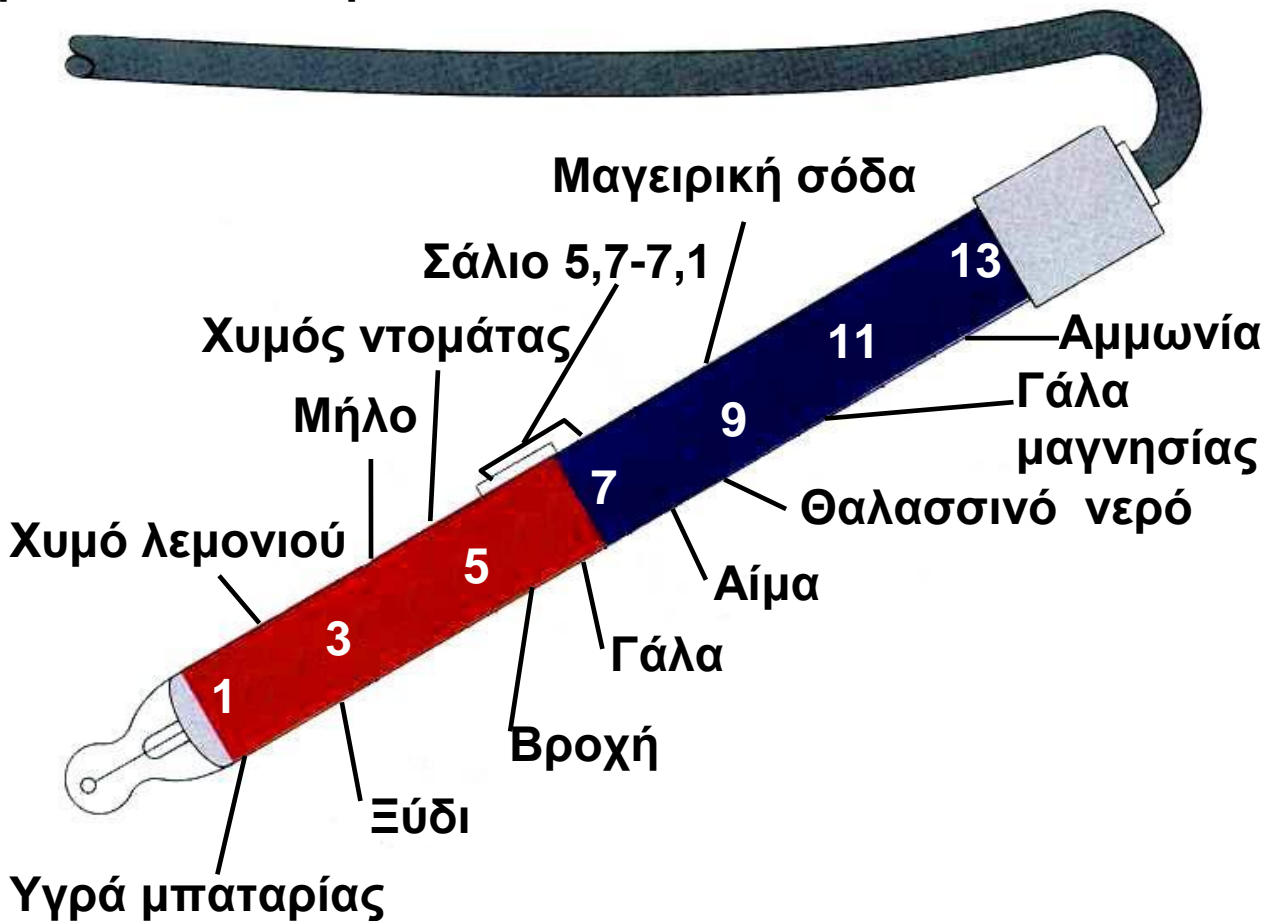 Μαγειρική σόδα
Σάλιο 5,7-7,1
13
Χυμός ντομάτας
11
Αμμωνία
Μήλο
9
Γάλα
μαγνησίας
7
Θαλασσινό νερό
Χυμό λεμονιού
5
Αίμα
3
Γάλα
1
Βροχή
Ξύδι
Υγρά μπαταρίας